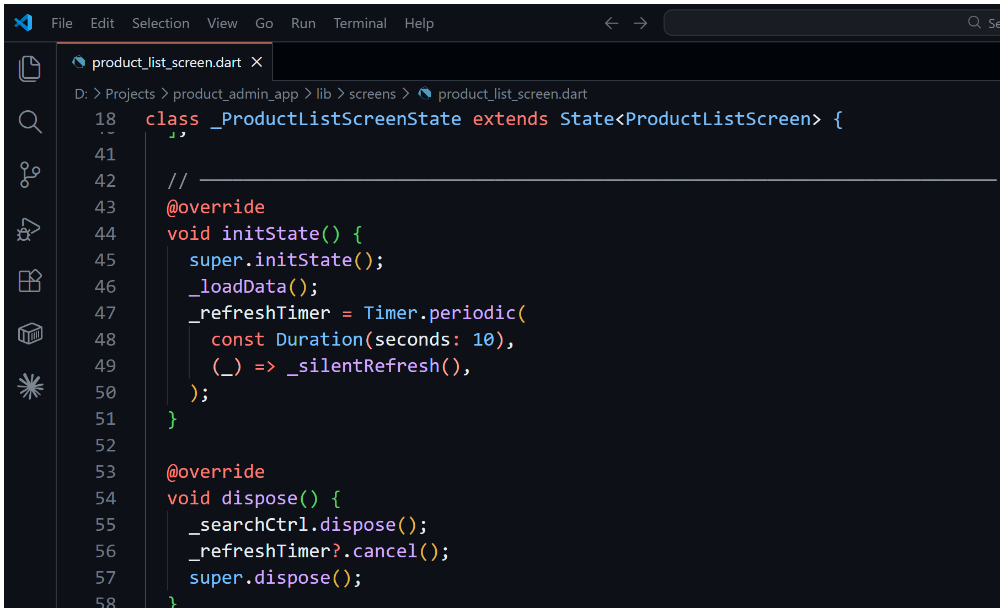 File Edit Selection View Go Run Terminal Help
product_list_screen.dart
D: > Projects > product_admin_app > lib > screens > product_list_screen.dart
18 class _ProductListScreenState extends State<ProductListScreen> {
];
41
42 // ─────────────────────────────────────────────────────────────────────────
43 @override
44 void initState() {
45 super.initState();
46 _loadData();
47 _refreshTimer = Timer.periodic(
48 const Duration(seconds: 10),
49 (_) => _silentRefresh(),
50 );
51 }
52
53 @override
54 void dispose() {
55 _searchCtrl.dispose();
56 _refreshTimer?.cancel();
57 super.dispose();
58 }